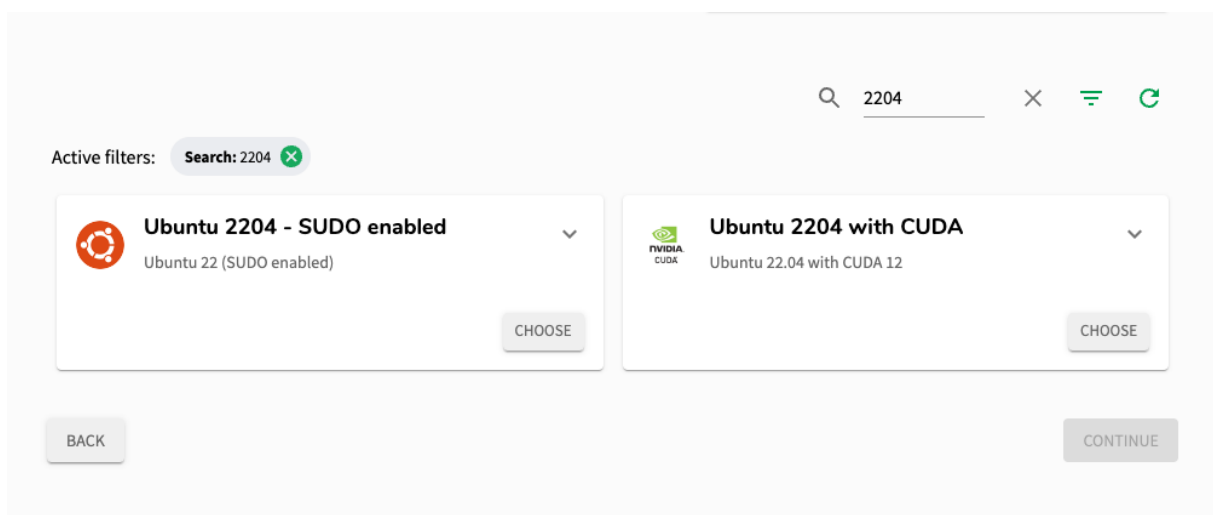 2204
Active filters: Search: 2204
Ubuntu 2204 - SUDO enabled
Ubuntu 22 (SUDO enabled)
CHOOSE
NVIDIA.
CUDA
Ubuntu 2204 with CUDA
Ubuntu 22.04 with CUDA 12
CHOOSE
BACK
CONTINUE